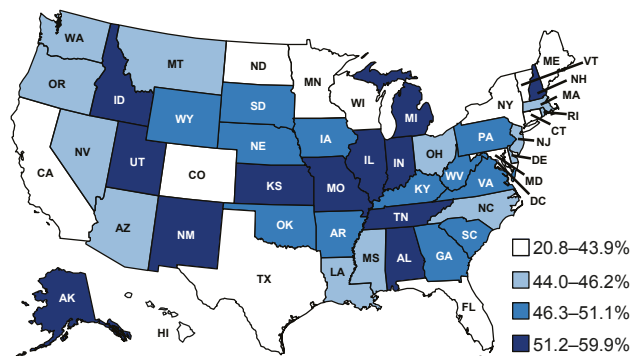 WA
MT
ND
MN
ME
VT
NH
MA
RI
CT
NJ
DE
MD
DC
OR
ID
WY
SD
WI
MI
NY
NV
UT
CO
NE
IA
IL
IN
OH
PA
CA
AZ
NM
KS
MO
KY
WV
VA
NC
OK
AR
TN
SC
TX
LA
MS
AL
GA
FL
AK
HI
20.8–43.9%
44.0–46.2%
46.3–51.1%
51.2–59.9%